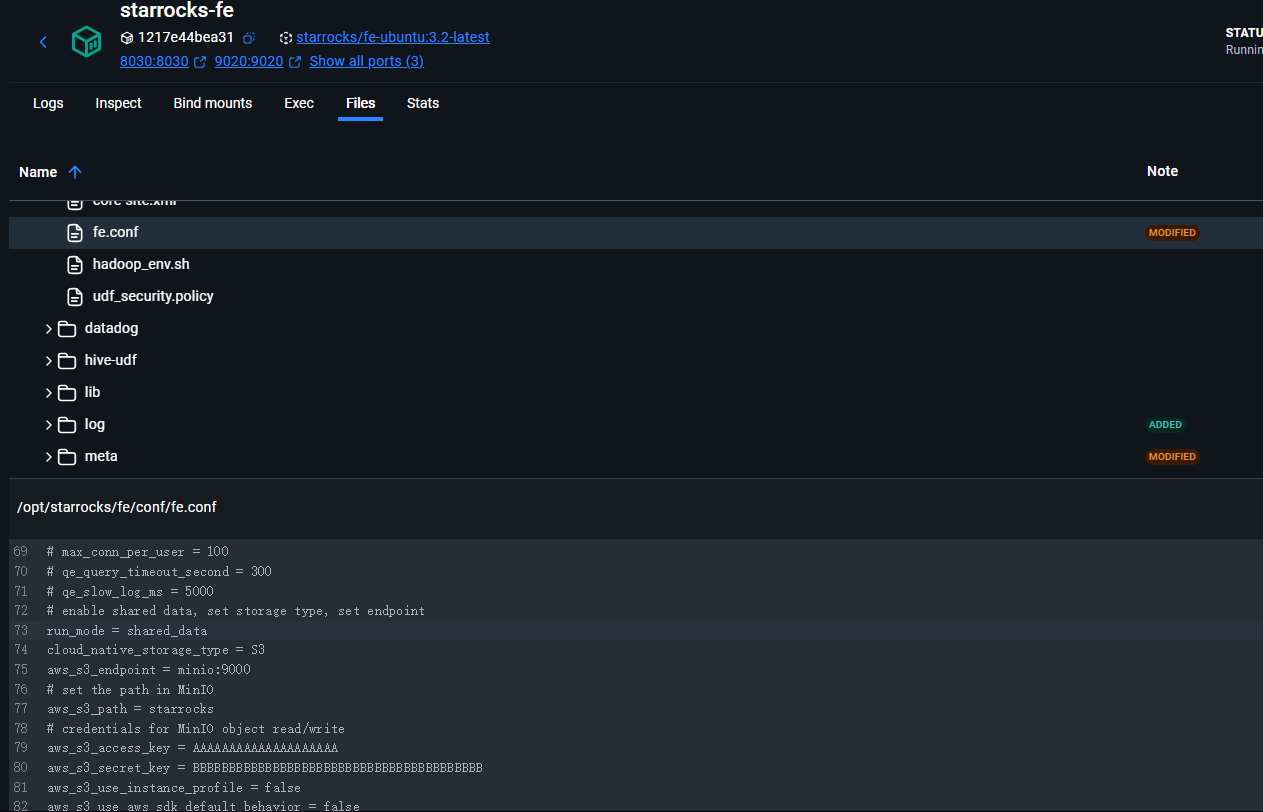 starrocks-fe
1217e44bea31 starrocks/fe-ubuntu:3.2-latest
STATU
8030:8030 9020:9020 Show all ports (3)
Runnin
Logs Inspect Bind mounts Exec Files Stats
Name Note
core-site.xml
fe.conf MODIFIED
hadoop_env.sh
udf_security.policy
datadog
hive-udf
lib
log ADDED
meta MODIFIED
/opt/starrocks/fe/conf/fe.conf
69 # max_conn_per_user = 100
70 # qe_query_timeout_second = 300
71 # qe_slow_log_ms = 5000
72 # enable shared data, set storage type, set endpoint
73 run_mode = shared_data
74 cloud_native_storage_type = S3
75 aws_s3_endpoint = minio:9000
76 # set the path in MinIO
77 aws_s3_path = starrocks
78 # credentials for MinIO object read/write
79 aws_s3_access_key = AAAAAAAAAAAAAAAAAAAA
80 aws_s3_secret_key = BBBBBBBBBBBBBBBBBBBBBBBBBBBBBBBBBBBBBBBB
81 aws_s3_use_instance_profile = false
82 aws_s3_use_aws_sdk_default_behavior = false